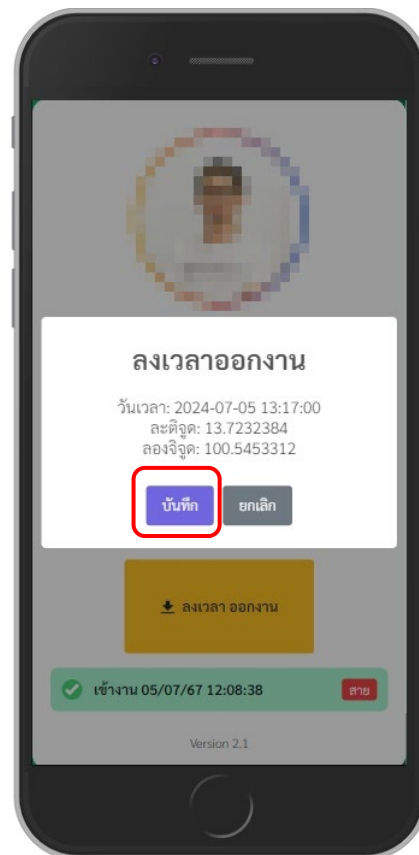 ลงเวลาออกงาน
วันเวลา: 2024-07-05 13:17:00
ละติจูด: 13.7232384
ลองจิจูด: 100.5453312
บันทึก ยกเลิก
ลงเวลา ออกงาน
เข้างาน 05/07/67 12:08:38 สาย
Version 2.1